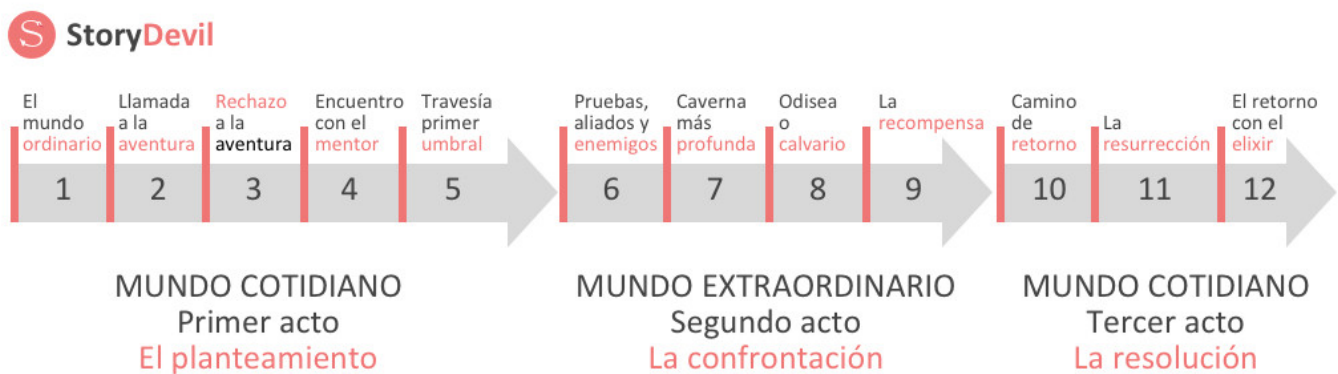 StoryDevil
El
mundo
ordinario
Llamada
a la
aventura
Rechazo
a la
aventura
Encuentro
con el
mentor
Travesía
primer
umbral
Pruebas,
aliados y
enemigos
Caverna
más
profunda
Odisea
o
calvario
La
recompensa
Camino
de
retorno
La
resurrección
El retorno
con el
elixir
1 2 3 4 5 6 7 8 9 10 11 12
MUNDO COTIDIANO
Primer acto
El planteamiento
MUNDO EXTRAORDINARIO
Segundo acto
La confrontación
MUNDO COTIDIANO
Tercer acto
La resolución